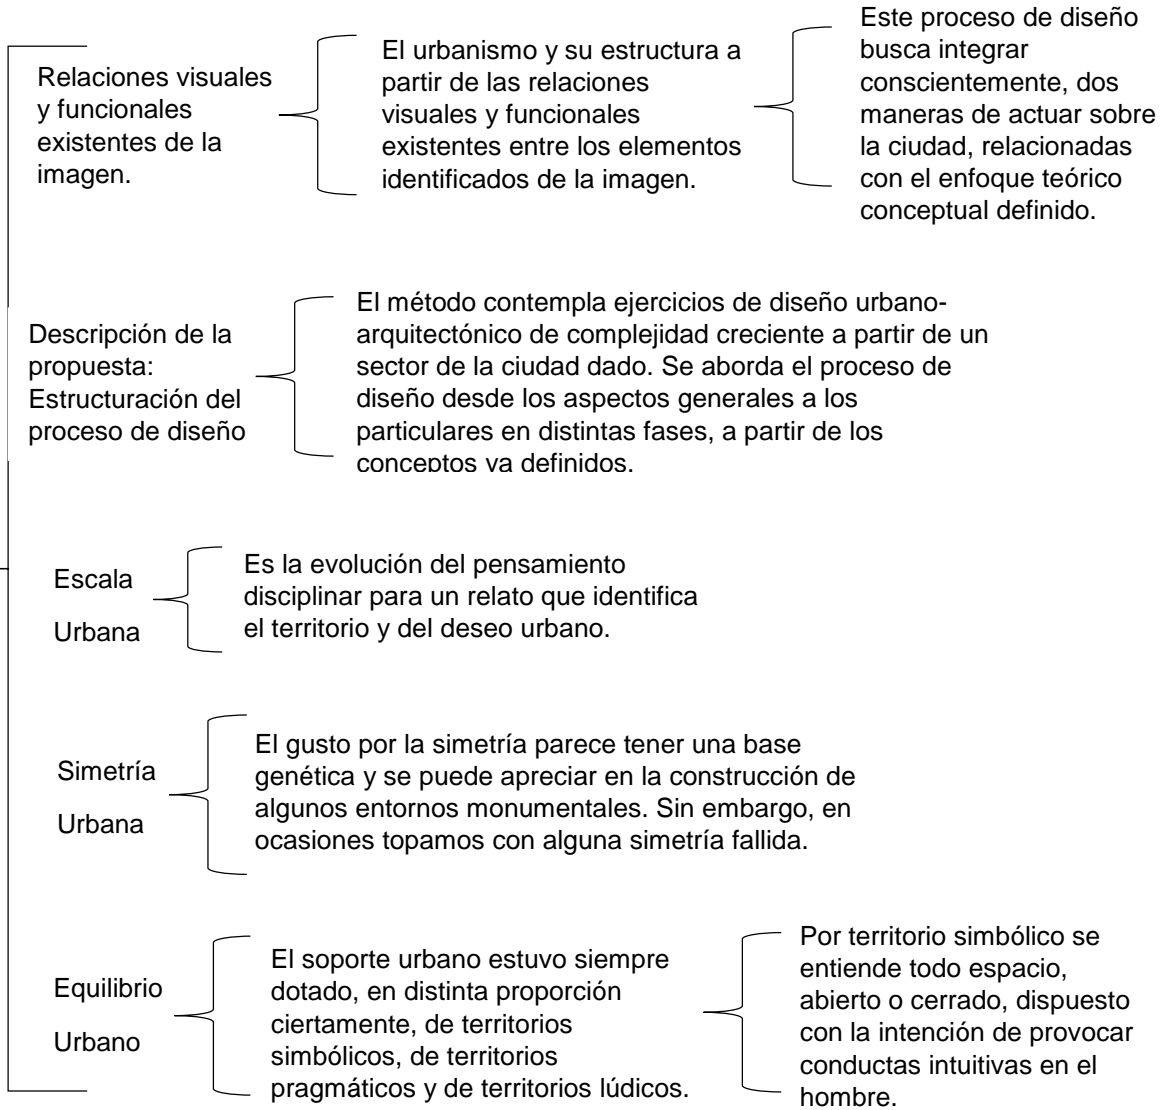 Relaciones visuales
y funcionales
existentes de la
imagen.
El urbanismo y su estructura a
partir de las relaciones
visuales y funcionales
existentes entre los elementos
identificados de la imagen.
Este proceso de diseño
busca integrar
conscientemente, dos
maneras de actuar sobre
la ciudad, relacionadas
con el enfoque teórico
conceptual definido.
Descripción de la
propuesta:
Estructuración del
proceso de diseño
El método contempla ejercicios de diseño urbano-
arquitectónico de complejidad creciente a partir de un
sector de la ciudad dado. Se aborda el proceso de
diseño desde los aspectos generales a los
particulares en distintas fases, a partir de los
conceptos ya definidos.
Escala
Urbana
Es la evolución del pensamiento
disciplinar para un relato que identifica
el territorio y del deseo urbano.
Simetría
Urbana
El gusto por la simetría parece tener una base
genética y se puede apreciar en la construcción de
algunos entornos monumentales. Sin embargo, en
ocasiones topamos con alguna simetría fallida.
Equilibrio
Urbano
El soporte urbano estuvo siempre
dotado, en distinta proporción
ciertamente, de territorios
simbólicos, de territorios
pragmáticos y de territorios lúdicos.
Por territorio simbólico se
entiende todo espacio,
abierto o cerrado, dispuesto
con la intención de provocar
conductas intuitivas en el
hombre.